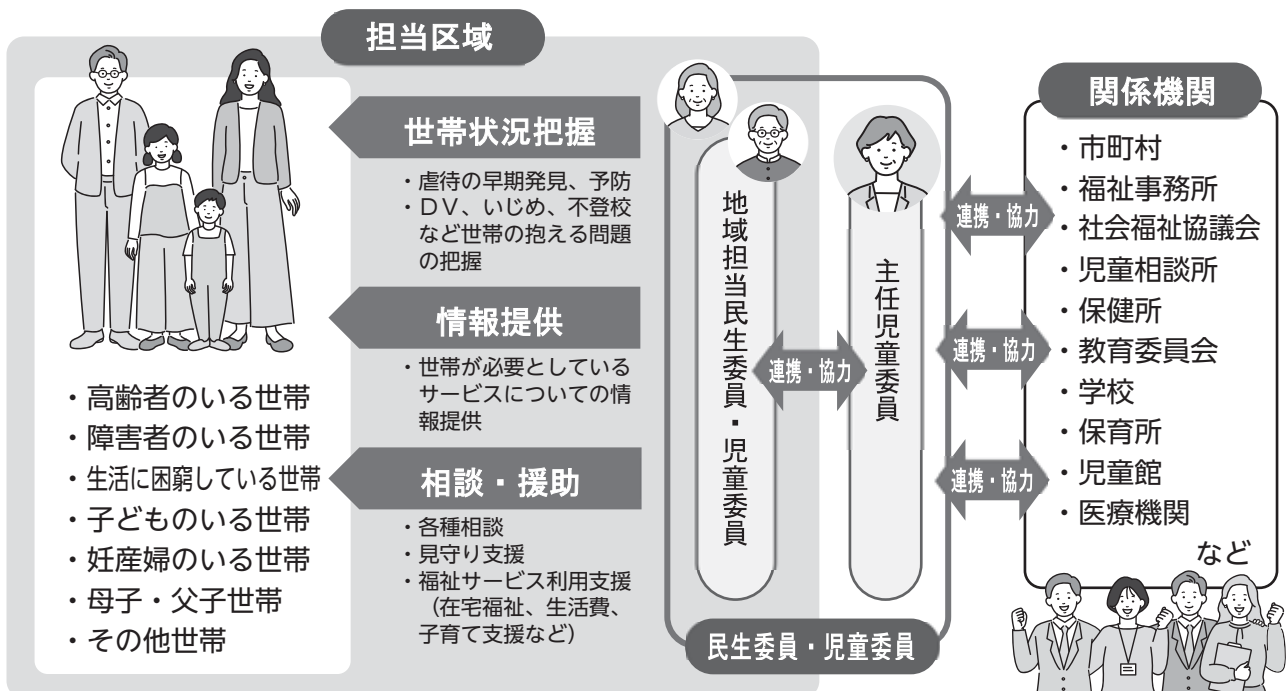 担当区域
・高齢者のいる世帯
・障害者のいる世帯
・生活に困窮している世帯
・子どものいる世帯
・妊産婦のいる世帯
・母子・父子世帯
・その他世帯
世帯状況把握
・虐待の早期発見、予防
・ＤＶ、いじめ、不登校
など世帯の抱える問題
の把握
情報提供
・世帯が必要としている
サービスについての情
報提供
相談・援助
・各種相談
・見守り支援
・福祉サービス利用支援
（在宅福祉、生活費、
子育て支援など）
地域担当民生委員・児童委員
連携・協力
主任児童委員
民生委員・児童委員
連携・協力
連携・協力
連携・協力
関係機関
・市町村
・福祉事務所
・社会福祉協議会
・児童相談所
・保健所
・教育委員会
・学校
・保育所
・児童館
・医療機関
など